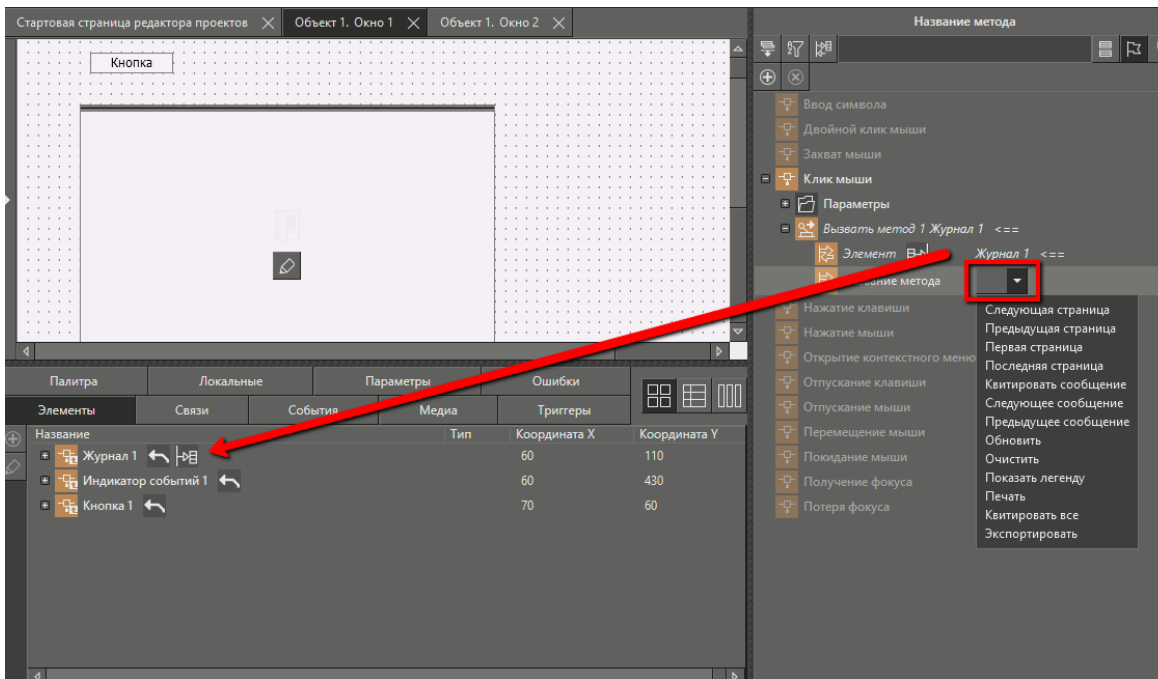 Стартовая страница редактора проектов
Объект 1. Окно 1
Объект 1. Окно 2
Кнопка
Палитра
Локальные
Параметры
Ошибки
Элементы
Связи
События
Медиа
Триггеры
Название Тип Координата X Координата Y
Журнал 1 60 110
Индикатор событий 1 60 430
Кнопка 1 70 60
Название метода
Ввод символа
Двойной клик мыши
Захват мыши
Клик мыши
Параметры
Вызвать метод 1 Журнал 1 <==
Элемент Журнал 1 <==
метода
Нажатие клавиши
Нажатие мыши
Открытие контекстного меню
Отпускание клавиши
Отпускание мыши
Перемещение мыши
Покидание мыши
Получение фокуса
Потеря фокуса
Следующая страница
Предыдущая страница
Первая страница
Последняя страница
Квитировать сообщение
Следующее сообщение
Предыдущее сообщение
Обновить
Очистить
Показать легенду
Печать
Квитировать все
Экспортировать